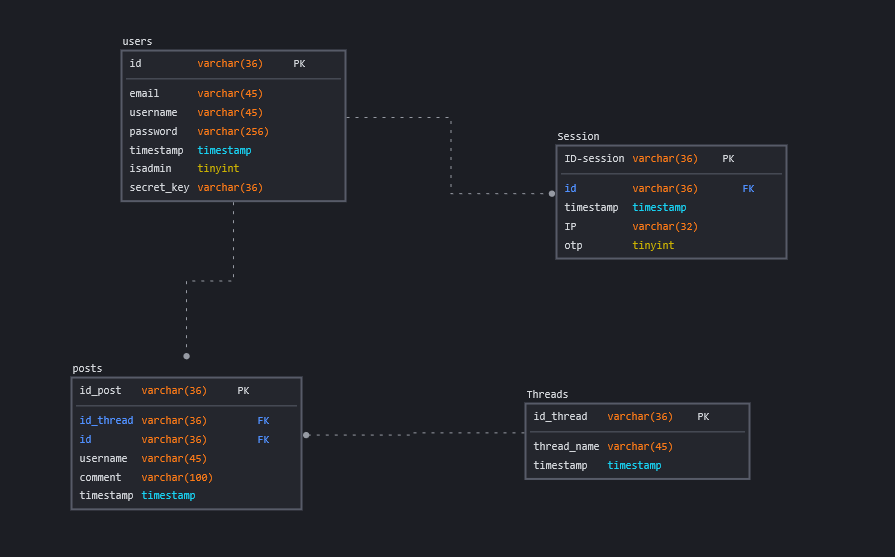 users
id varchar(36) PK
email varchar(45)
username varchar(45)
password varchar(256)
timestamp timestamp
isadmin tinyint
secret_key varchar(36)
Session
ID-session varchar(36) PK
id varchar(36) FK
timestamp timestamp
IP varchar(32)
otp tinyint
posts
id_post varchar(36) PK
id_thread varchar(36) FK
id varchar(36) FK
username varchar(45)
comment varchar(100)
timestamp timestamp
Threads
id_thread varchar(36) PK
thread_name varchar(45)
timestamp timestamp